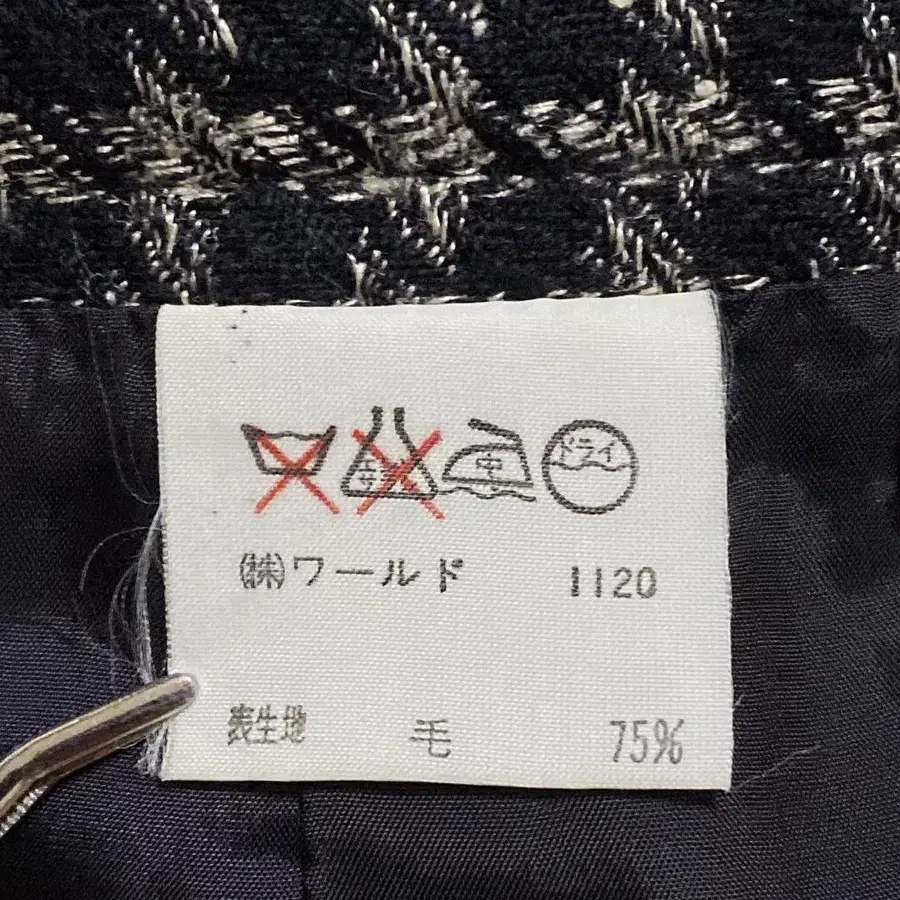 中 ドライ
㈱ワールド 1120
表生地 毛 75%